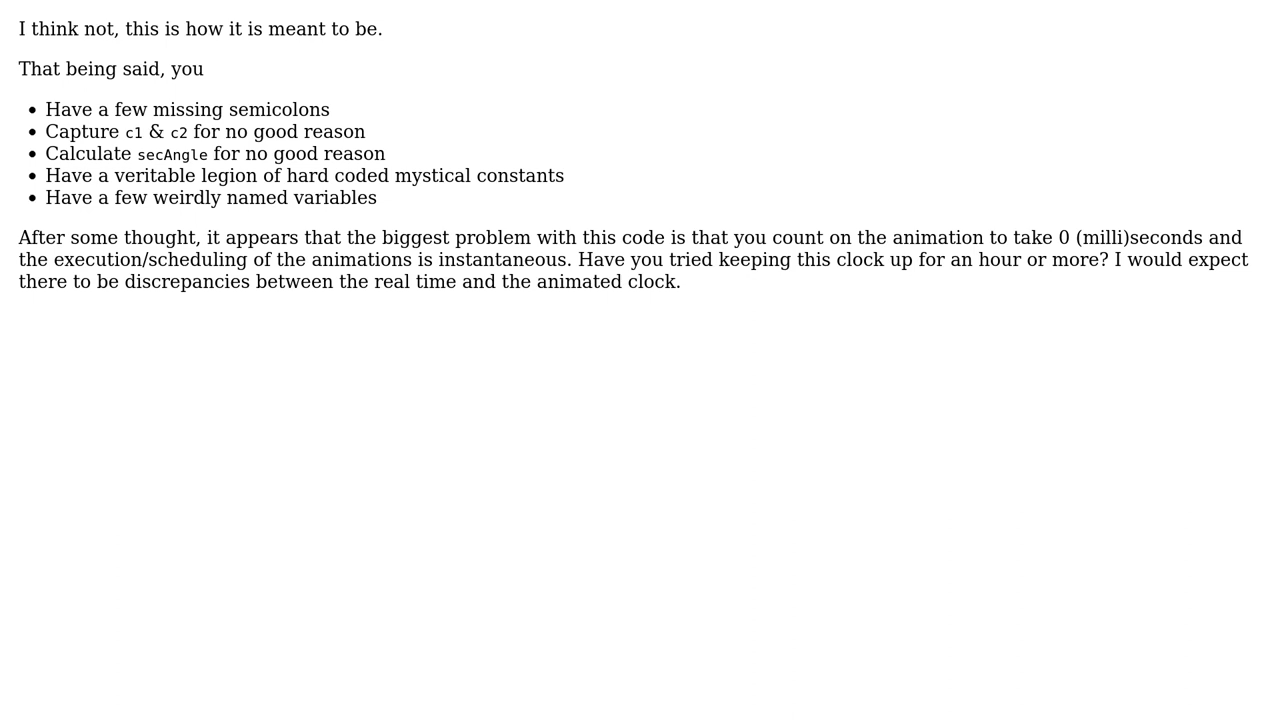 I think not, this is how it is meant to be.
That being said, you
• Have a few missing semicolons
• Capture c1 & c2 for no good reason
• Calculate secAngle for no good reason
• Have a veritable legion of hard coded mystical constants
• Have a few weirdly named variables
After some thought, it appears that the biggest problem with this code is that you count on the animation to take 0 (milli)seconds and
the execution/scheduling of the animations is instantaneous. Have you tried keeping this clock up for an hour or more? I would expect
there to be discrepancies between the real time and the animated clock.